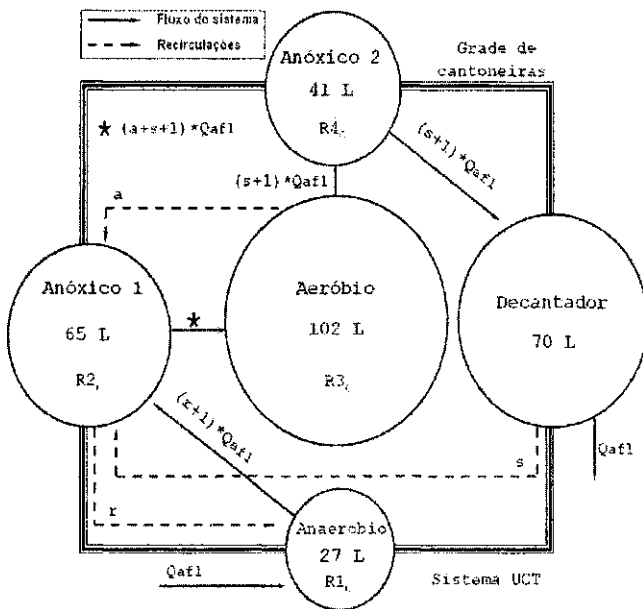 Fluxo do sistema
Recirculações
Anóxico 2
41 L
R4
Grade de
cantoneiras
★ (a+s+1)*Qafl
(s+1)*Qafl
(s+1)*Qafl
a
Anóxico 1
65 L
R2
★
Aeróbio
102 L
R3
Decantador
70 L
(r+1)*Qafl
s
Qafl
r
Anaerobio
27 L
R1
Qafl
Sistema UCT